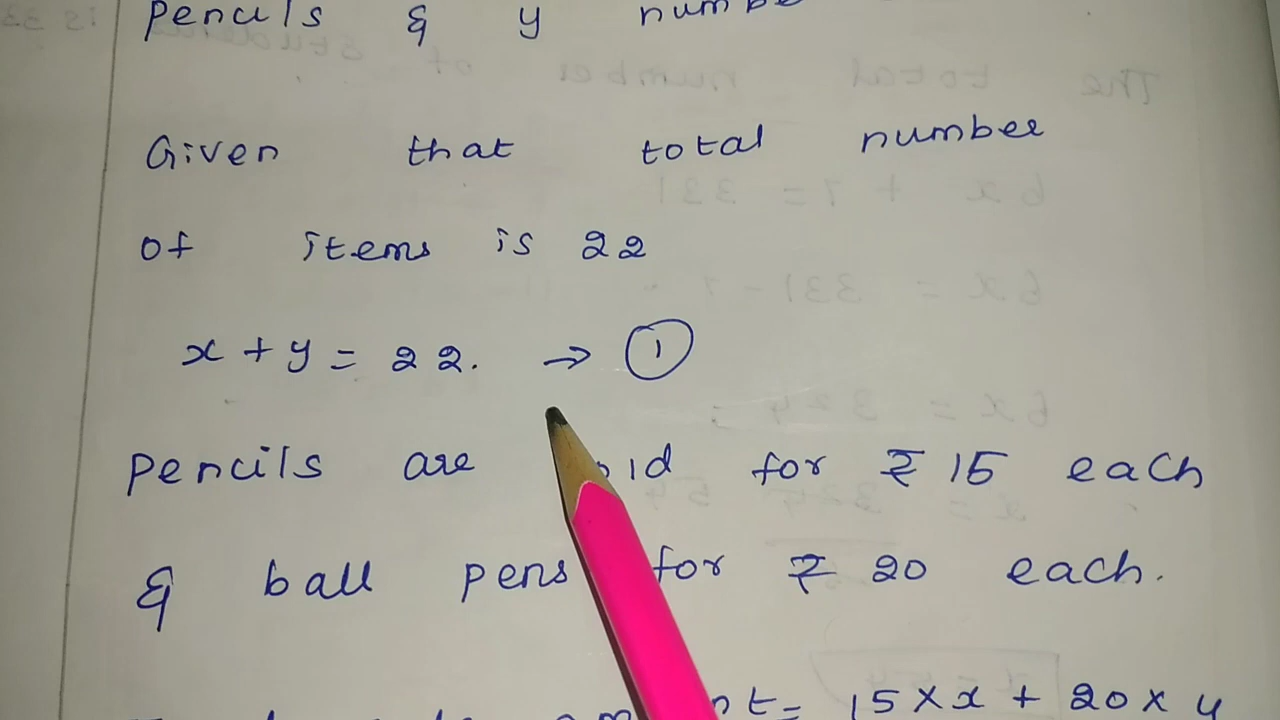 Pencils & y
Given that total number
of items is 22
x + y = 22. → ①
Pencils are for ₹ 15 each
& ball pens for ₹ 20 each.
= 15 × x + 20 × y